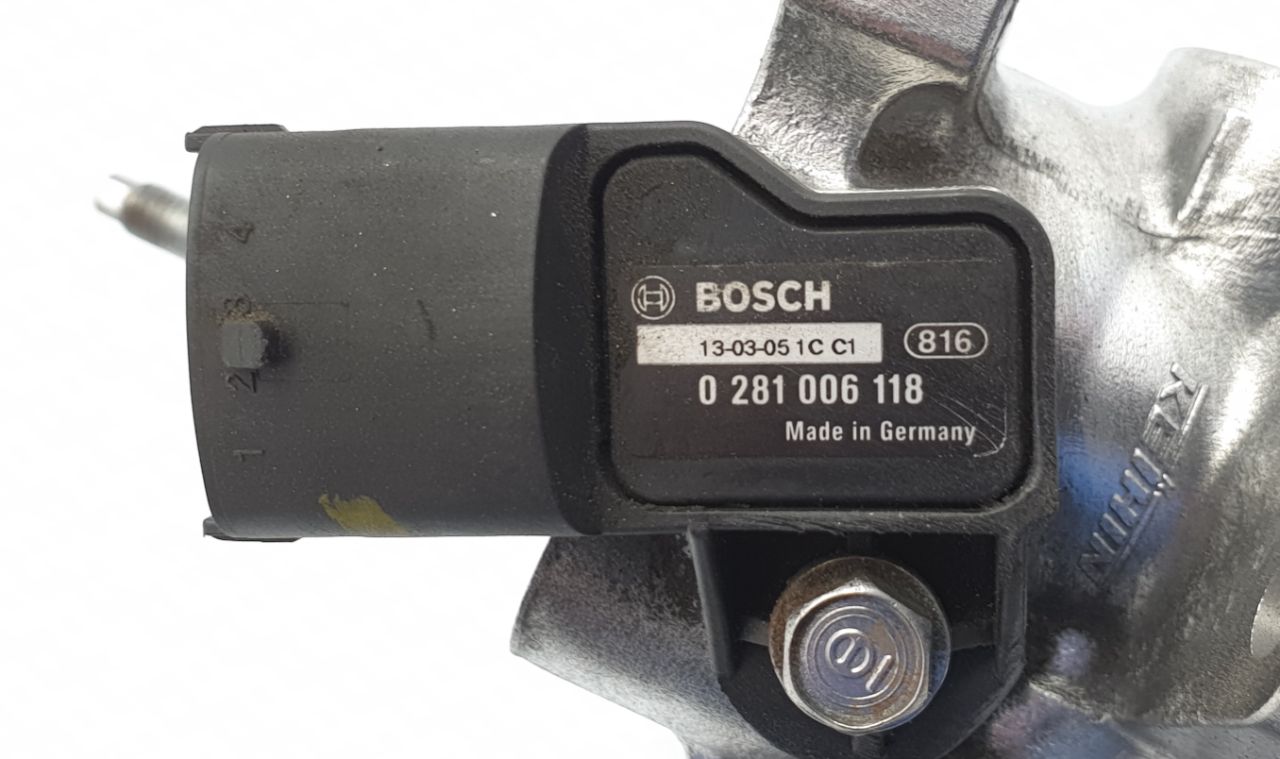 BOSCH
13-03-05 1C C1
816
0 281 006 118
Made in Germany
4
3
2
1
KEIHIN